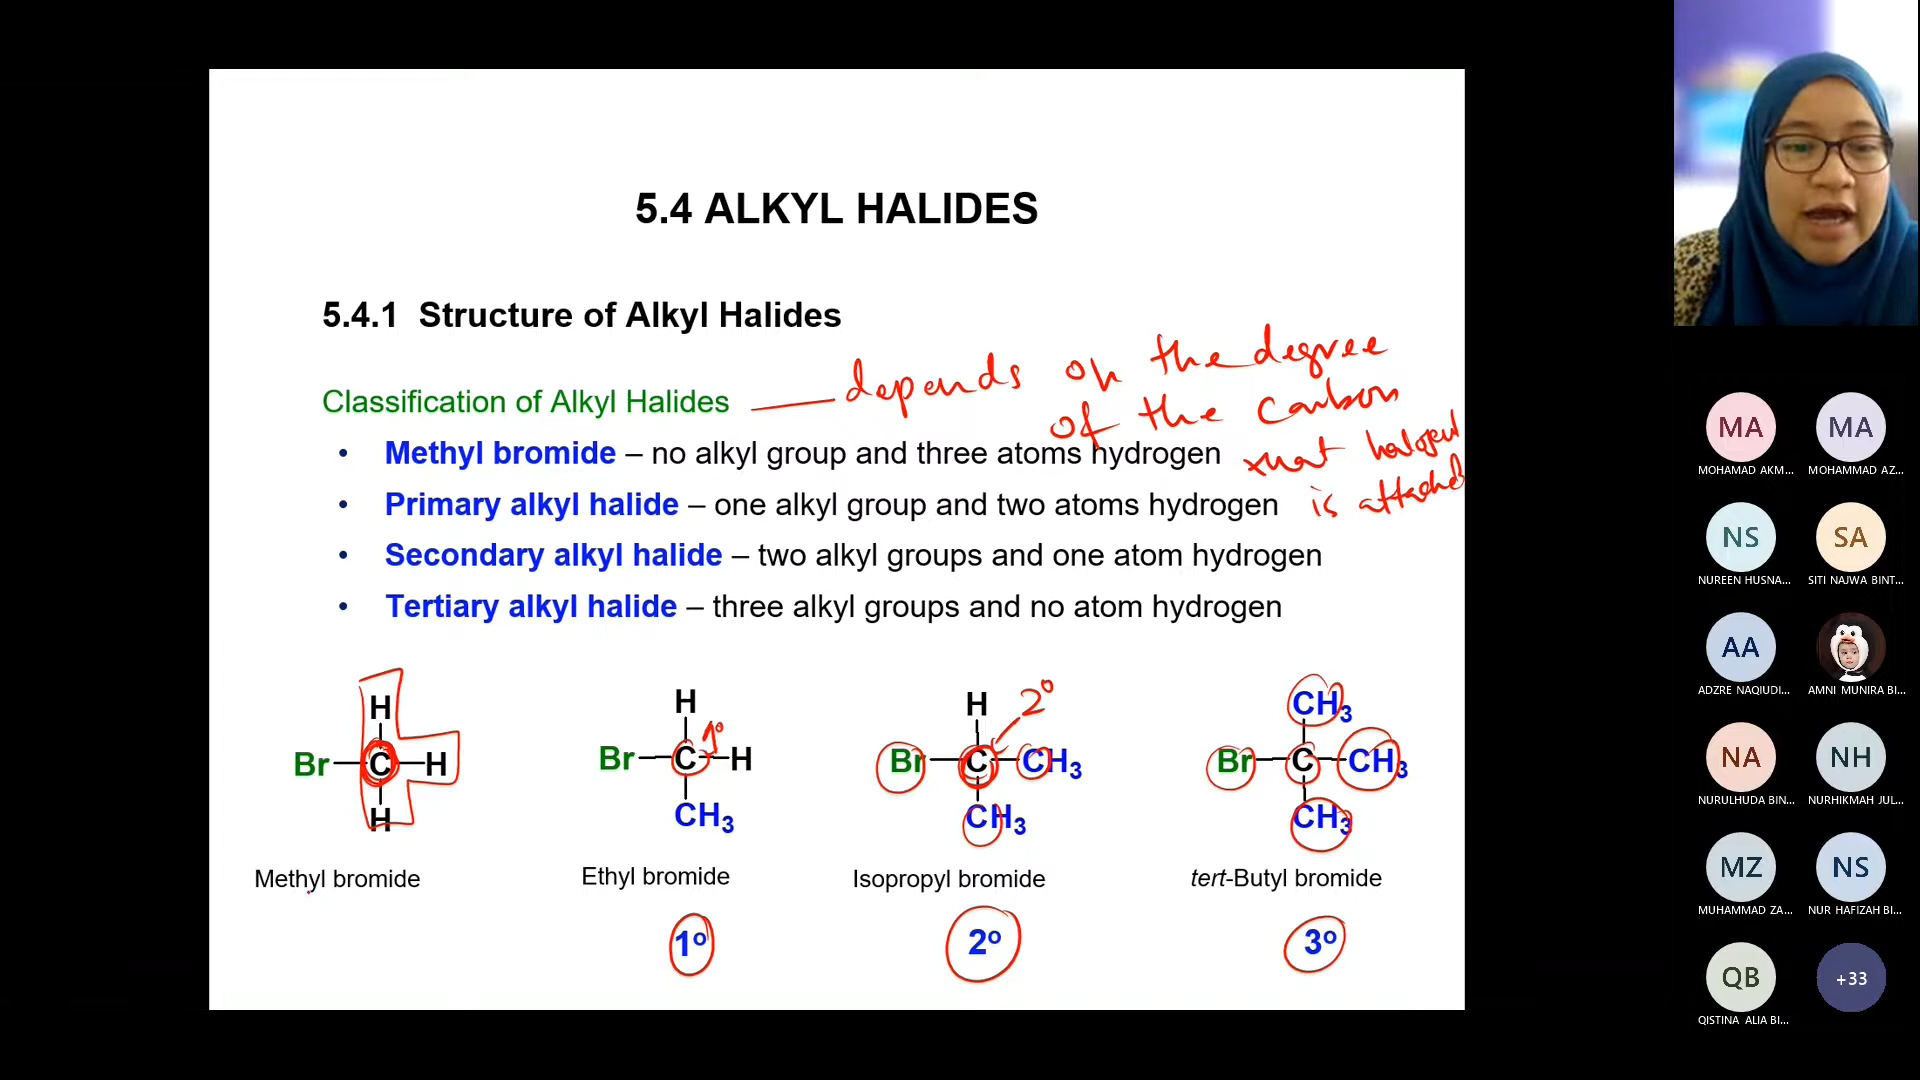 5.4 ALKYL HALIDES
5.4.1 Structure of Alkyl Halides
Classification of Alkyl Halides
depends on the degree
of the carbon
that halogen
is attached
• Methyl bromide – no alkyl group and three atoms hydrogen
• Primary alkyl halide – one alkyl group and two atoms hydrogen
• Secondary alkyl halide – two alkyl groups and one atom hydrogen
• Tertiary alkyl halide – three alkyl groups and no atom hydrogen
H
Br C H
H
Methyl bromide
H
1°
Br C H
CH3
Ethyl bromide
1º
H
2°
Br C CH3
CH3
Isopropyl bromide
2º
CH3
Br C CH3
CH3
tert-Butyl bromide
3º
MA
MOHAMAD AKM...
MA
MOHAMMAD AZ...
NS
NUREEN HUSNA...
SA
SITI NAJWA BINT...
AA
ADZRE NAQIUDI...
AMNI MUNIRA BI...
NA
NURULHUDA BIN...
NH
NURHIKMAH JUL...
MZ
MUHAMMAD ZA...
NS
NUR HAFIZAH BI...
QB
QISTINA ALIA BI...
+33